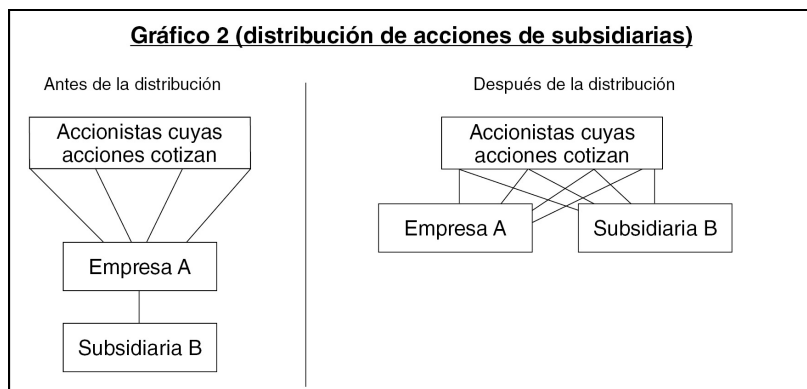 Gráfico 2 (distribución de acciones de subsidiarias)
Antes de la distribución
Accionistas cuyas
acciones cotizan
Empresa A
Subsidiaria B
Después de la distribución
Accionistas cuyas
acciones cotizan
Empresa A
Subsidiaria B